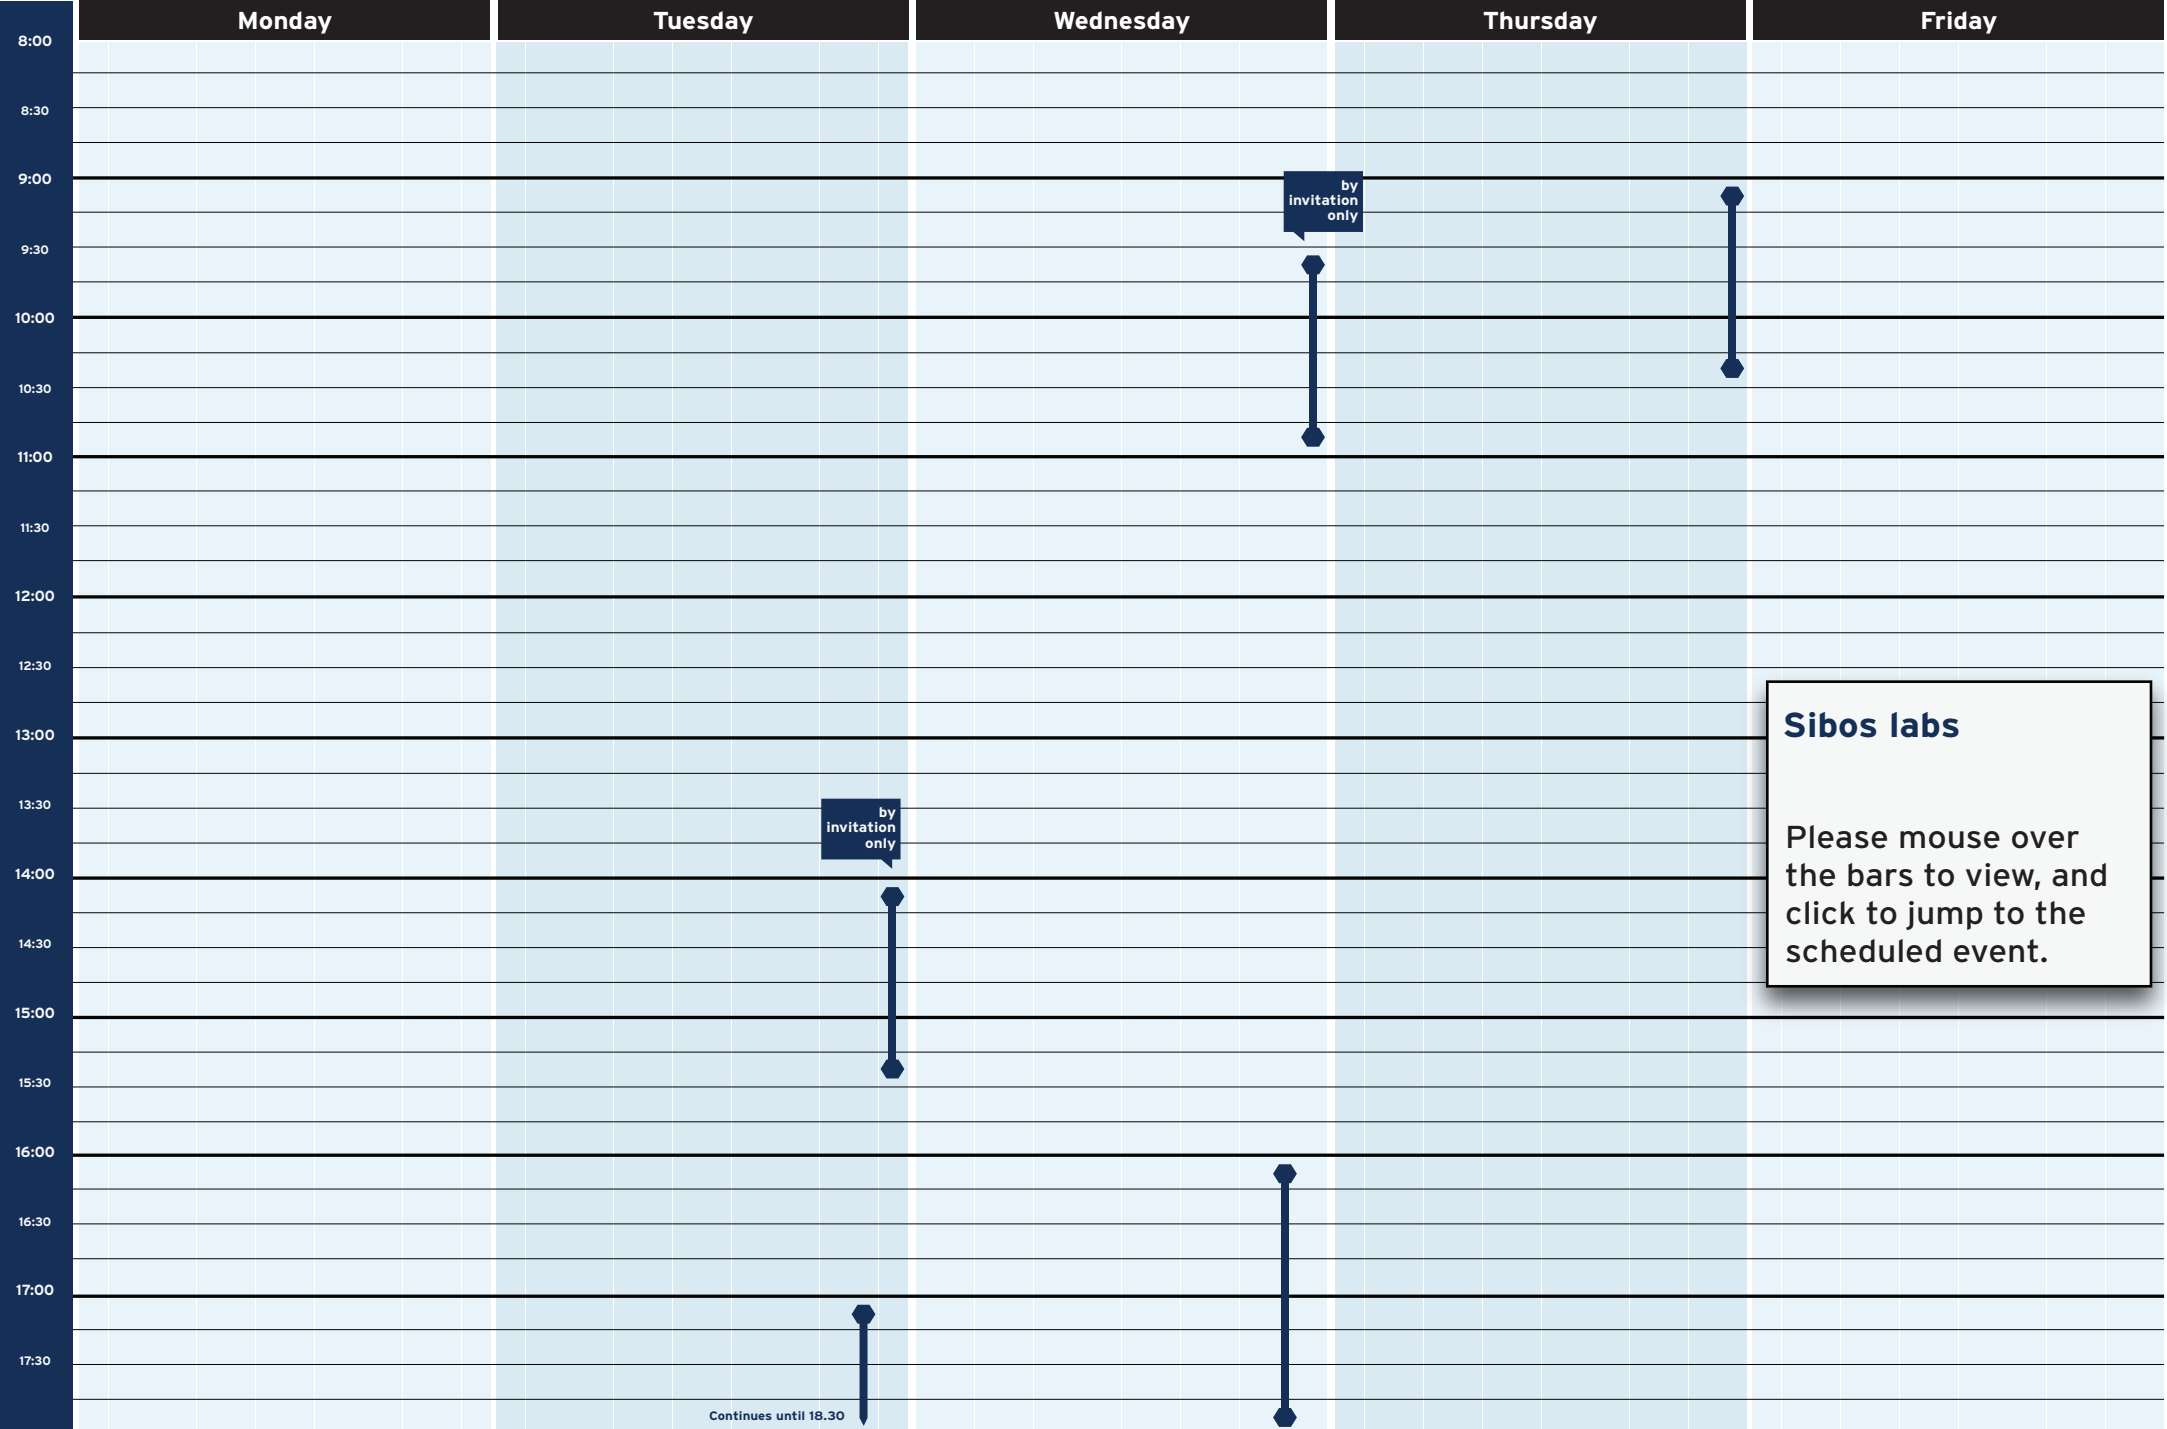 Monday
Tuesday
Wednesday
Thursday
Friday
8:00
8:30
9:00
by
invitation
only
9:30
10:00
10:30
11:00
11:30
12:00
12:30
13:00
Sibos labs
13:30
by
invitation
only
Please mouse over
the bars to view, and
click to jump to the
scheduled event.
14:00
14:30
15:00
15:30
16:00
16:30
17:00
17:30
Continues until 18.30